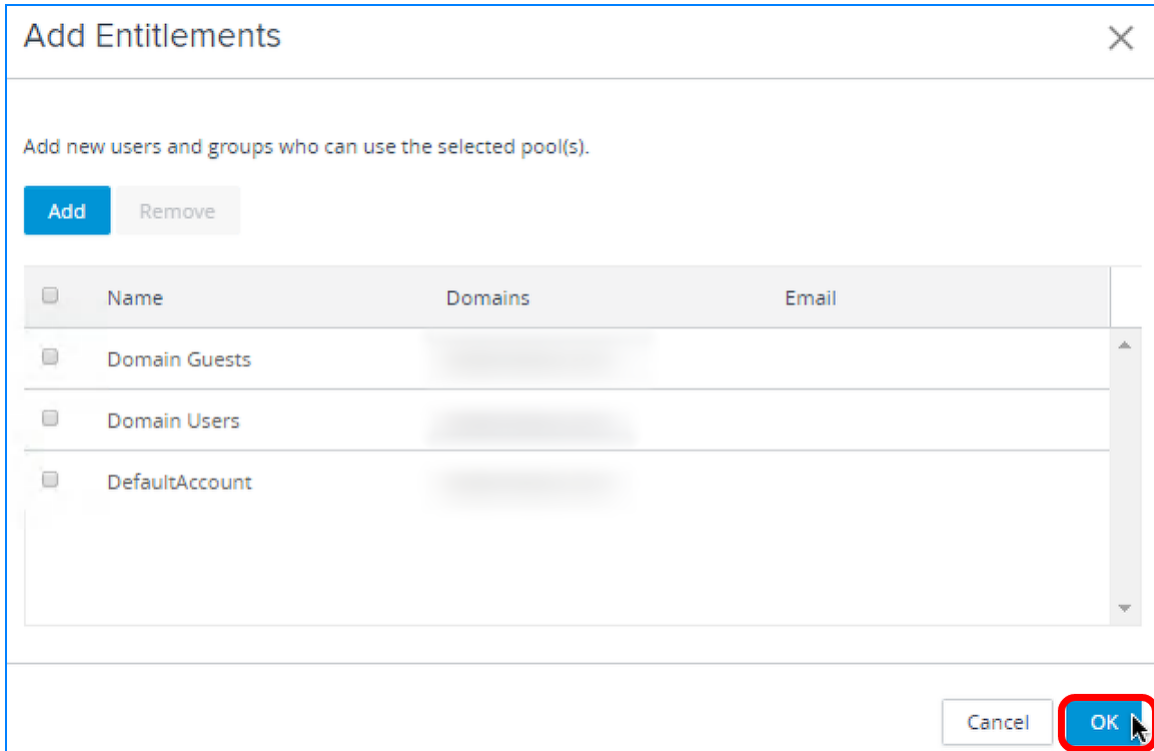 Add Entitlements
Add new users and groups who can use the selected pool(s).
Add Remove
Name Domains Email
Domain Guests
Domain Users
DefaultAccount
Cancel OK